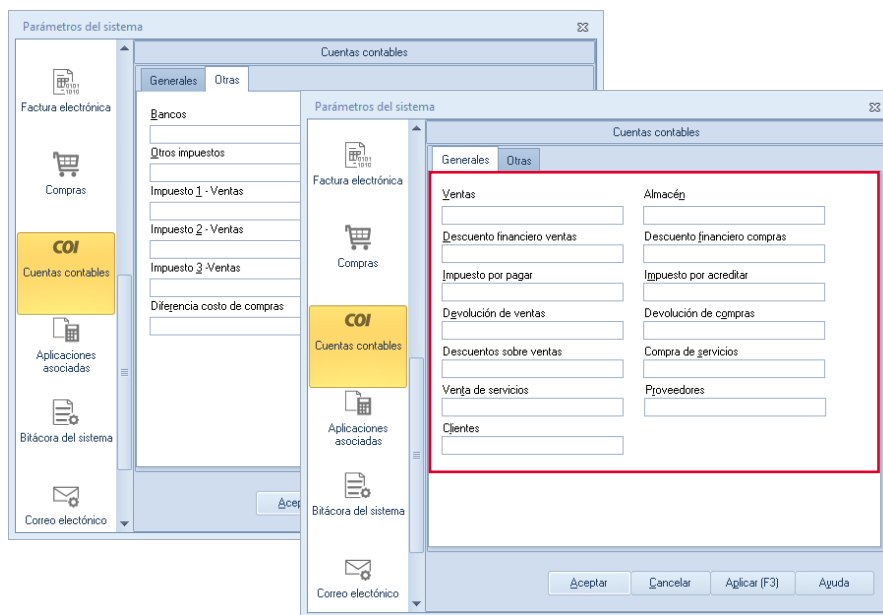 Parámetros del sistema
Cuentas contables
Factura electrónica
Compras
COI
Cuentas contables
Aplicaciones
asociadas
Bitácora del sistema
Correo electónico
Generales Otras
Bancos
Otros impuestos
Impuesto 1 - Ventas
Impuesto 2 - Ventas
Impuesto 3 -Ventas
Diferencia costo de compras
Parámetros del sistema
Cuentas contables
Factura electrónica
Compras
COI
Cuentas contables
Aplicaciones
asociadas
Bitácora del sistema
Correo electónico
Generales Otras
Ventas Almacén
Descuento financiero ventas Descuento financiero compras
Impuesto por pagar Impuesto por acreditar
Devolución de ventas Devolución de compras
Descuentos sobre ventas Compra de servicios
Venta de servicios Proveedores
Clientes
Aceptar Cancelar Aplicar (F3) Ayuda